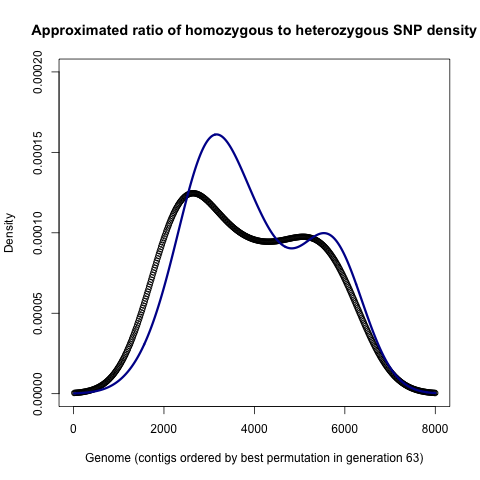 Approximated ratio of homozygous to heterozygous SNP density
0.00020
0.00015
0.00010
0.00005
0.00000
Density
0 2000 4000 6000 8000
Genome (contigs ordered by best permutation in generation 63)